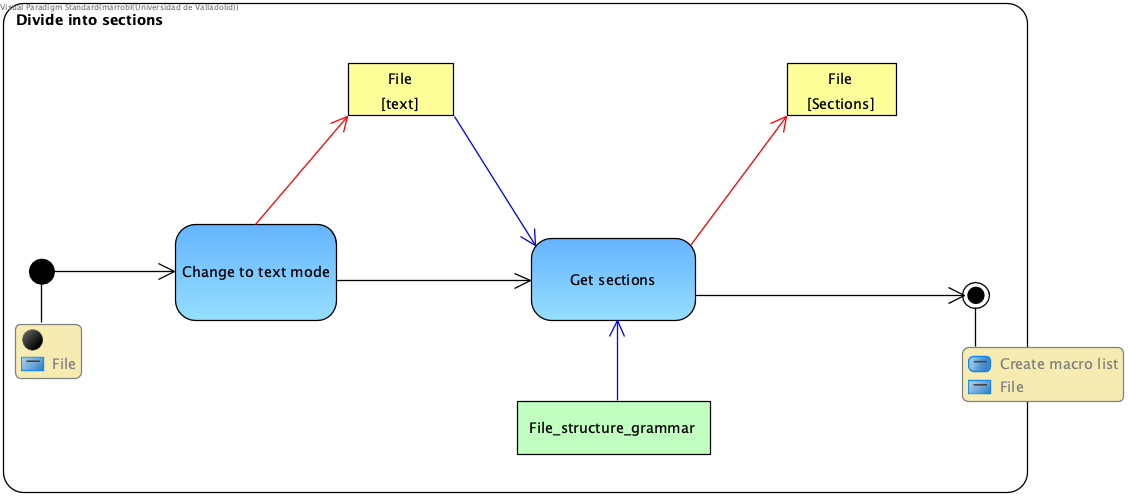 Visual Paradigm Standard(marrobl(Universidad de Valladolid))
Divide into sections
File
[text]
File
[Sections]
Change to text mode
Get sections
File
Create macro list
File
File_structure_grammar